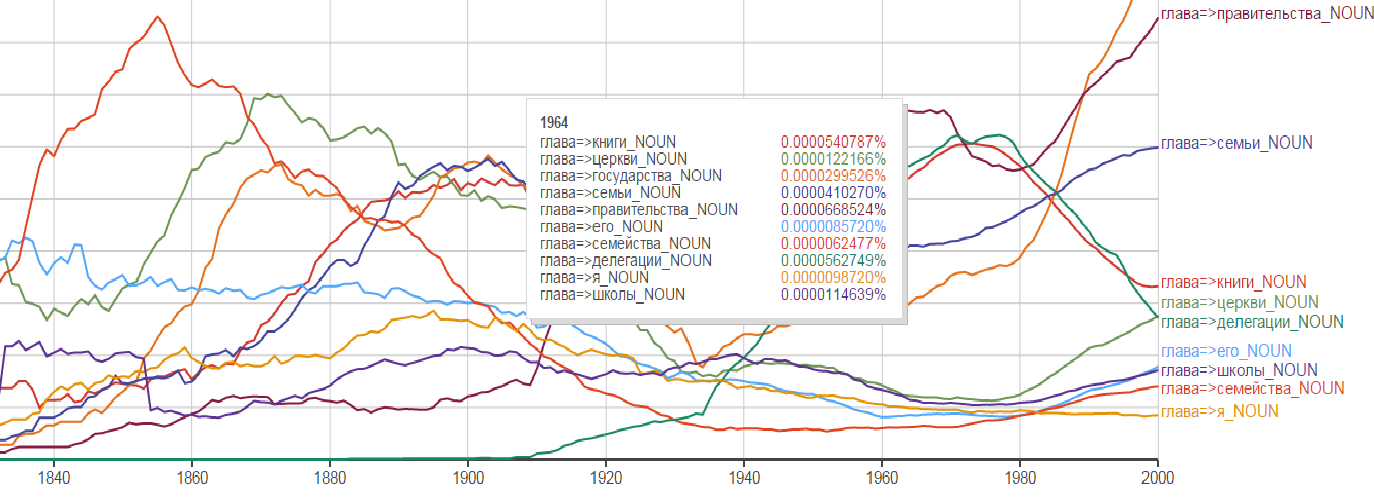 глава=>правительства_NOUN
1964
глава=>книги_NOUN 0.0000540787%
глава=>церкви_NOUN 0.0000122166%
глава=>государства_NOUN 0.0000299526%
глава=>семьи_NOUN 0.0000410270%
глава=>правительства_NOUN 0.0000668524%
глава=>его_NOUN 0.0000085720%
глава=>семейства_NOUN 0.0000062477%
глава=>делегации_NOUN 0.0000562749%
глава=>я_NOUN 0.0000098720%
глава=>школы_NOUN 0.0000114639%
глава=>семьи_NOUN
глава=>книги_NOUN
глава=>церкви_NOUN
глава=>делегации_NOUN
глава=>его_NOUN
глава=>школы_NOUN
глава=>семейства_NOUN
глава=>я_NOUN
1840 1860 1880 1900 1920 1940 1960 1980 2000